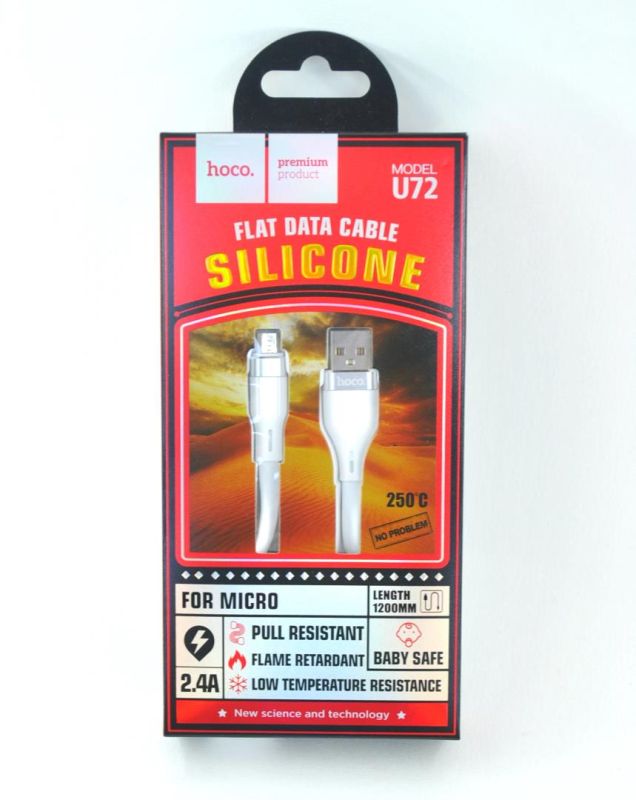 hoco.
premium
product
MODEL
U72
FLAT DATA CABLE
SILICONE
hoco.
250°C
NO PROBLEM
FOR MICRO
LENGTH
1200MM
PULL RESISTANT
FLAME RETARDANT
BABY SAFE
2.4A
LOW TEMPERATURE RESISTANCE
New science and technology